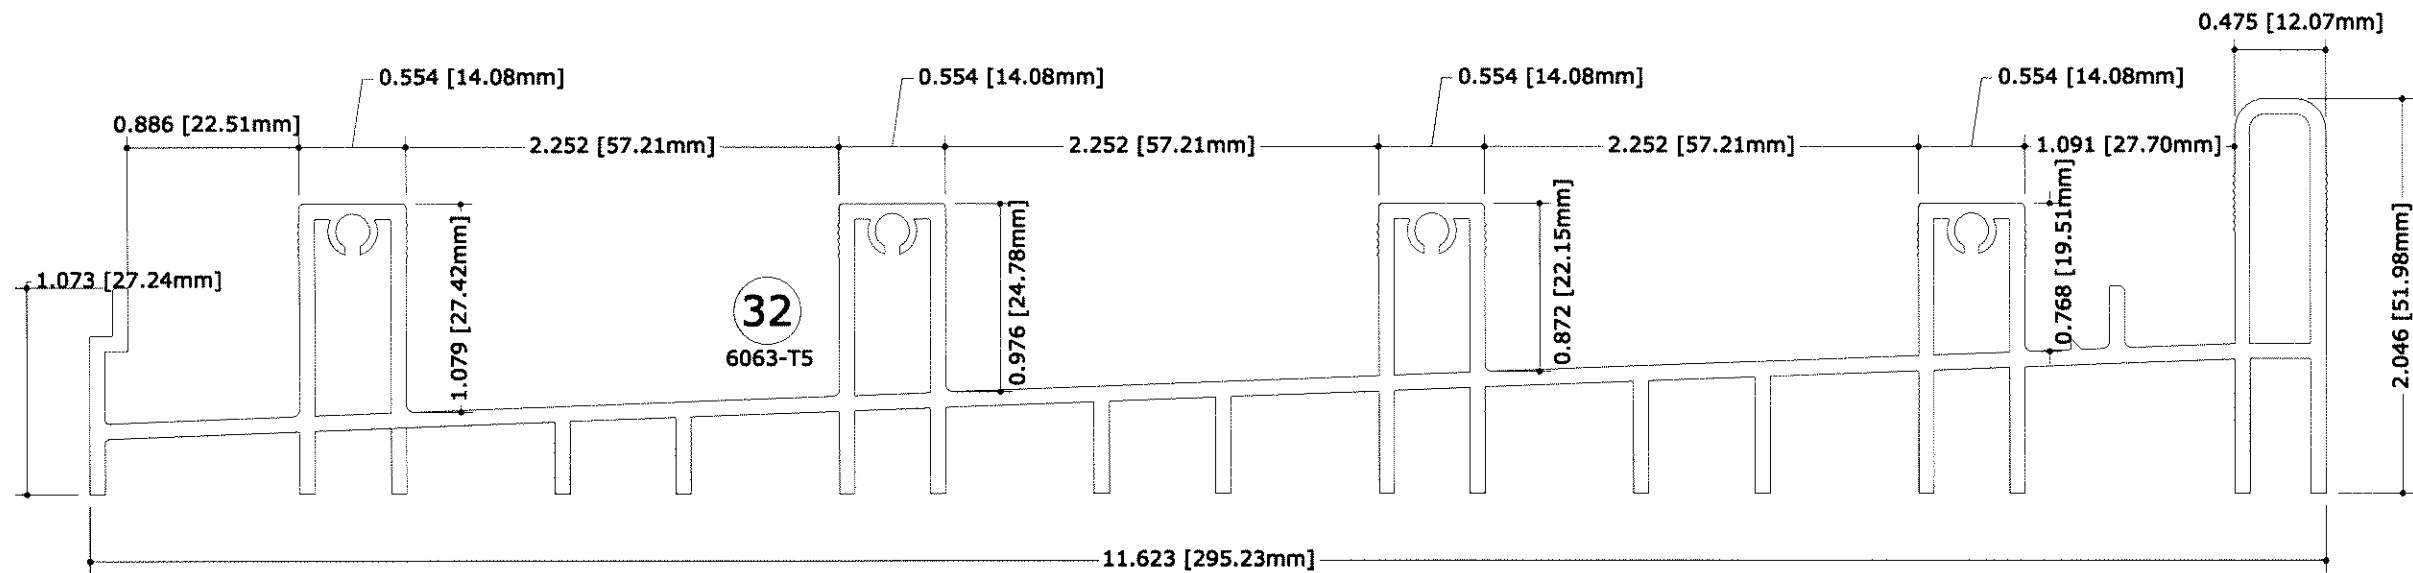 0.475 [12.07mm]
0.554 [14.08mm]
0.554 [14.08mm]
0.554 [14.08mm]
0.554 [14.08mm]
0.886 [22.51mm]
2.252 [57.21mm]
2.252 [57.21mm]
2.252 [57.21mm]
1.091 [27.70mm]
1.073 [27.24mm]
1.079 [27.42mm]
32
6063-T5
0.976 [24.78mm]
0.872 [22.15mm]
0.768 [19.51mm]
2.046 [51.98mm]
11.623 [295.23mm]